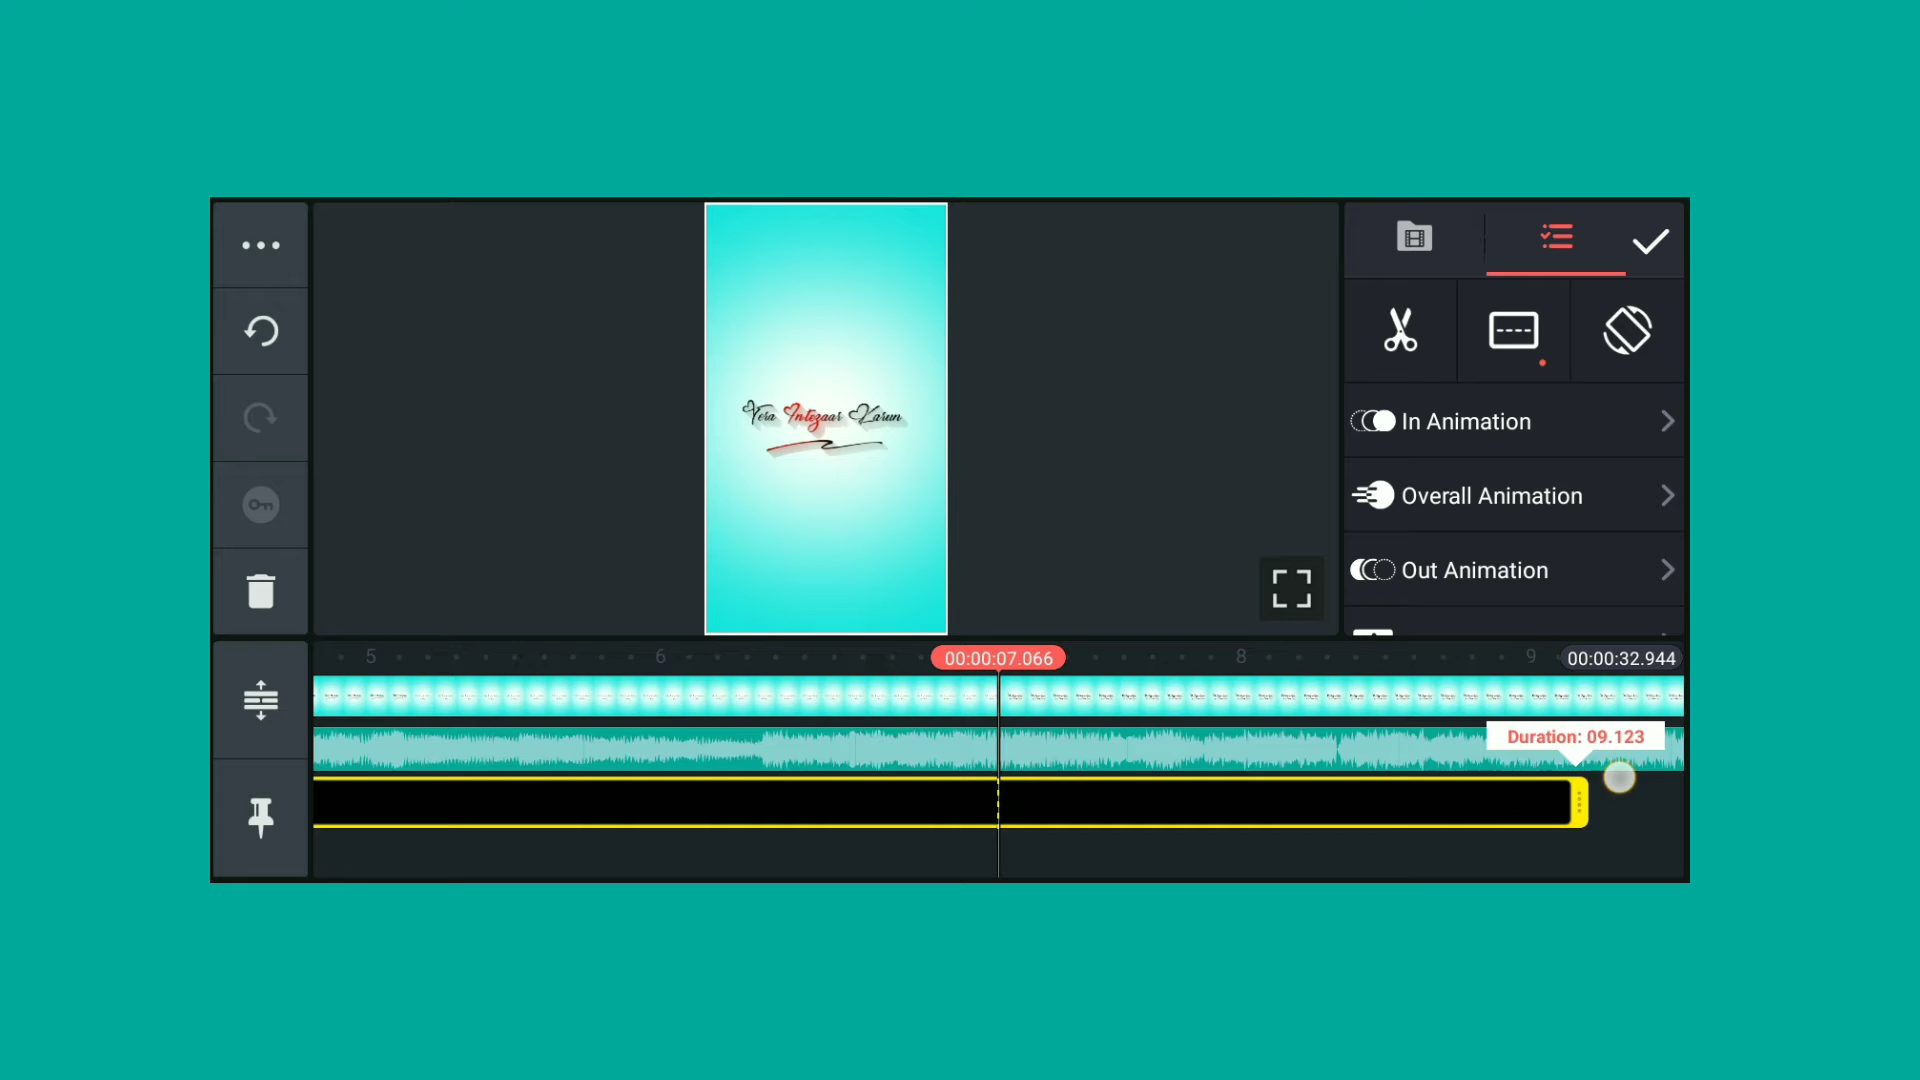 Tera Intezaar Karun
In Animation
Overall Animation
Out Animation
5
6
00:00:07.066
8
9
00:00:32.944
Duration: 09.123